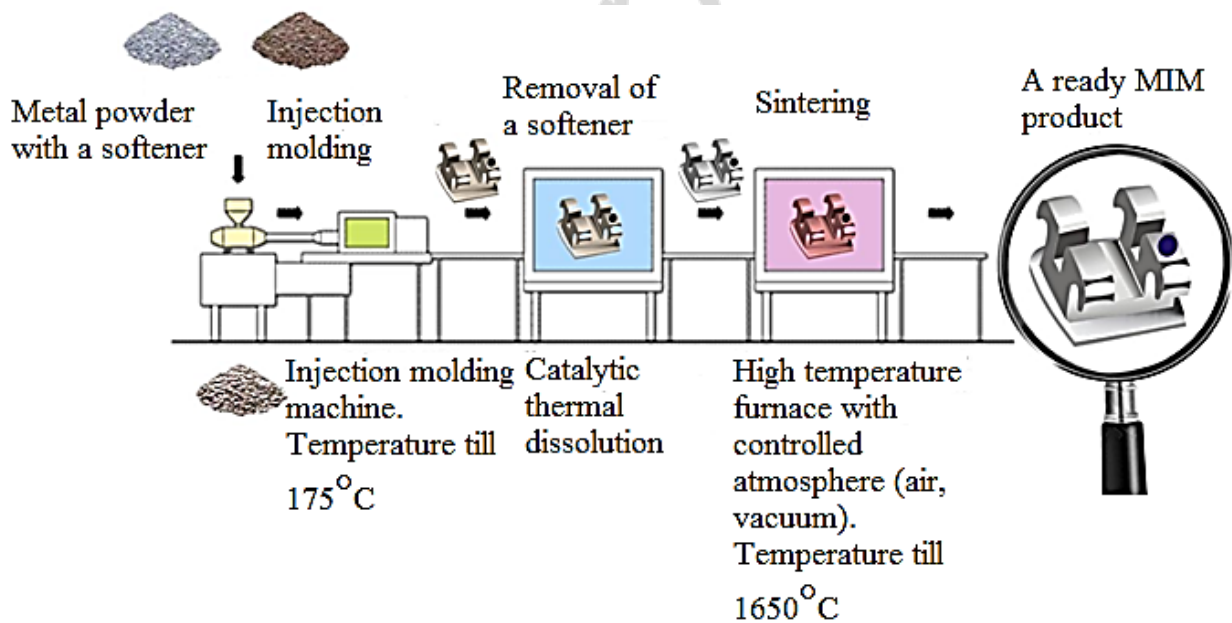 Metal powder
with a softener
Injection
molding
Removal of
a softener
Sintering
A ready MIM
product
Injection molding
machine.
Temperature till
175°C
Catalytic
thermal
dissolution
High temperature
furnace with
controlled
atmosphere (air,
vacuum).
Temperature till
1650°C